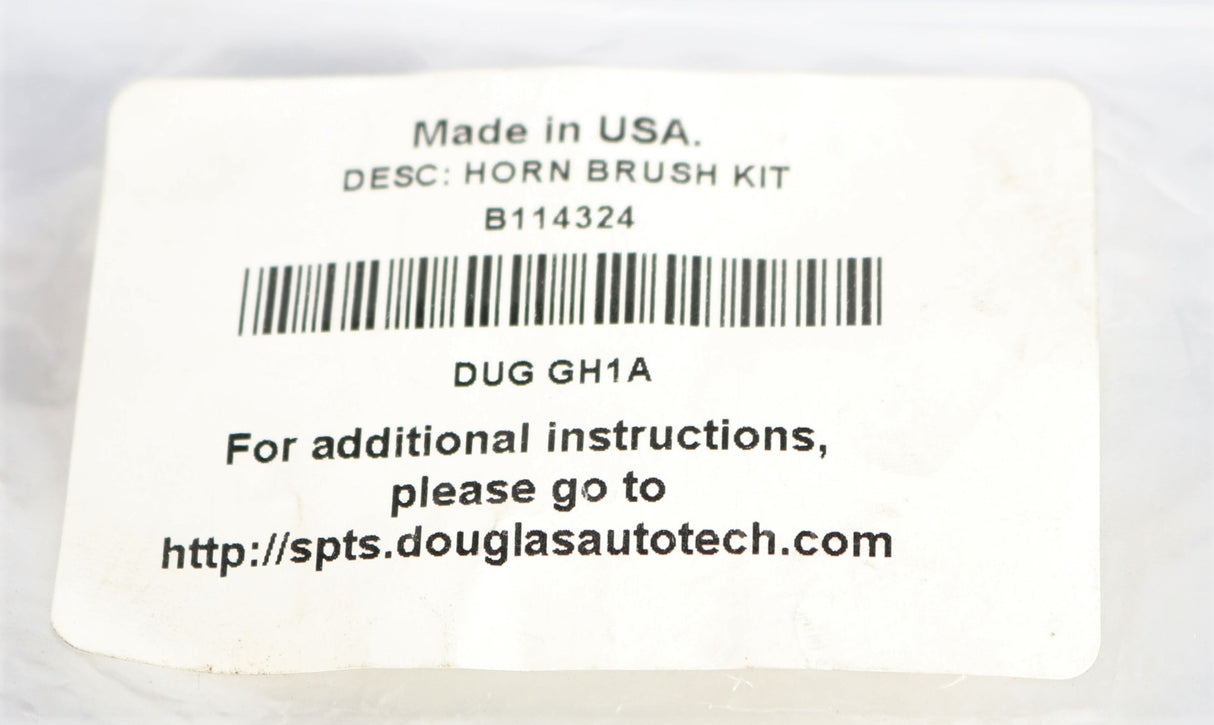 Made in USA.
DESC: HORN BRUSH KIT
B114324
DUG GH1A
For additional instructions,
please go to
http://spts.douglasautotech.com